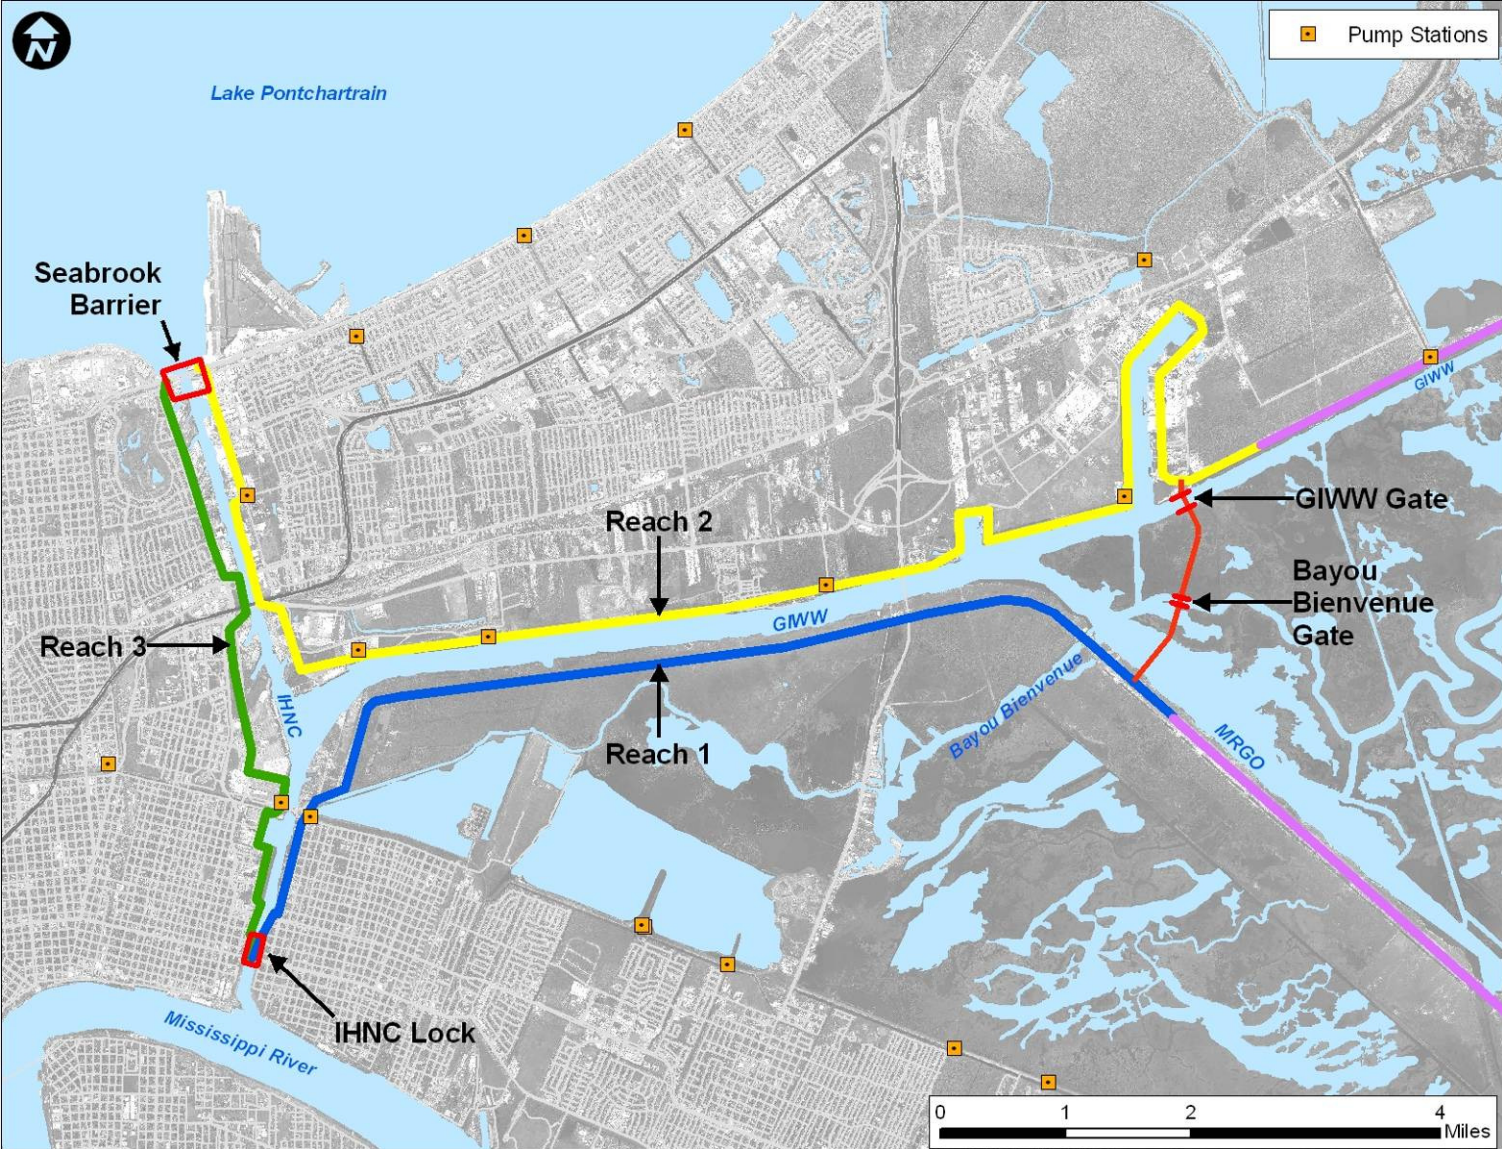 N
Pump Stations
Lake Pontchartrain
Seabrook
Barrier
GIWW
Reach 2
GIWW Gate
Bayou
Bienvenue
Gate
GIWW
Reach 3
IHNC
Bayou Bienvenue
MRGO
Reach 1
IHNC Lock
Mississippi River
0 1 2 4
Miles